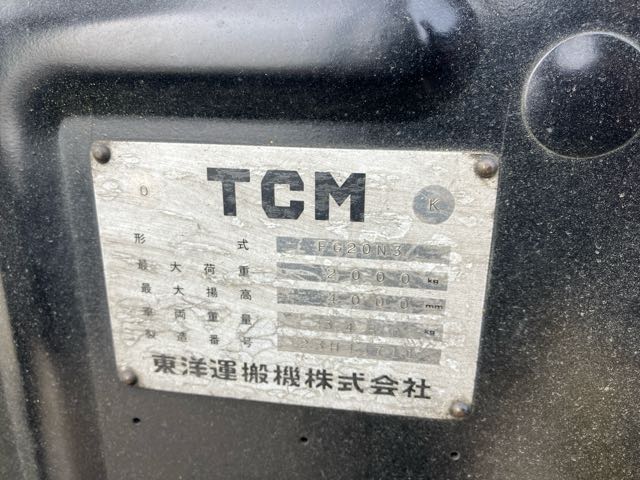 O TCM K
形式 FG20N3
最大荷重 2000 kg
最大揚高 4000 mm
車両重量 kg
製造番号
東洋運搬機株式会社